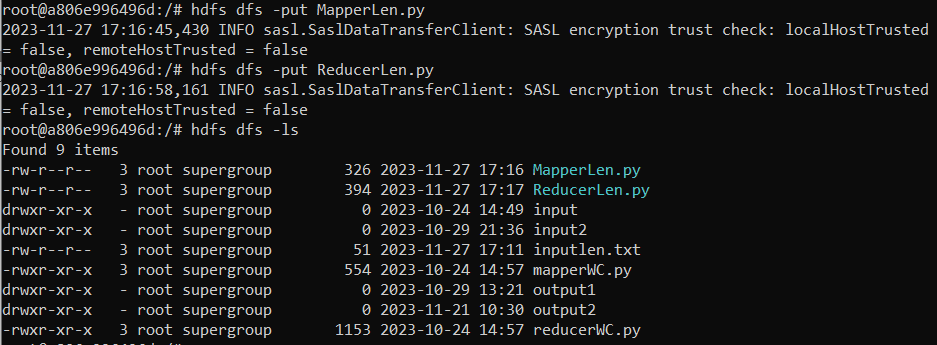 root@a806e996496d:/# hdfs dfs -put MapperLen.py
2023-11-27 17:16:45,430 INFO sasl.SaslDataTransferClient: SASL encryption trust check: localHostTrusted
= false, remoteHostTrusted = false
root@a806e996496d:/# hdfs dfs -put ReducerLen.py
2023-11-27 17:16:58,161 INFO sasl.SaslDataTransferClient: SASL encryption trust check: localHostTrusted
= false, remoteHostTrusted = false
root@a806e996496d:/# hdfs dfs -ls
Found 9 items
-rw-r--r--   3 root supergroup        326 2023-11-27 17:16 MapperLen.py
-rw-r--r--   3 root supergroup        394 2023-11-27 17:17 ReducerLen.py
drwxr-xr-x   - root supergroup          0 2023-10-24 14:49 input
drwxr-xr-x   - root supergroup          0 2023-10-29 21:36 input2
-rw-r--r--   3 root supergroup         51 2023-11-27 17:11 inputlen.txt
-rwxr-xr-x   3 root supergroup        554 2023-10-24 14:57 mapperWC.py
drwxr-xr-x   - root supergroup          0 2023-10-29 13:21 output1
drwxr-xr-x   - root supergroup          0 2023-11-21 10:30 output2
-rwxr-xr-x   3 root supergroup       1153 2023-10-24 14:57 reducerWC.py